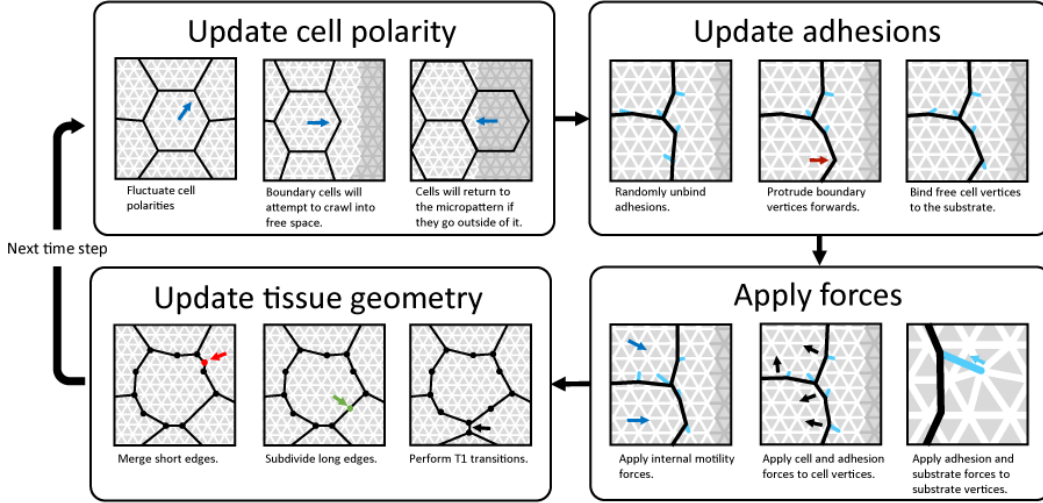 Update cell polarity
Fluctuate cell
polarities
Boundary cells will
attempt to crawl into
free space.
Cells will return to
the micropattern if
they go outside of it.
Update adhesions
Randomly unbind
adhesions.
Protrude boundary
vertices forwards.
Bind free cell vertices
to the substrate.
Next time step
Update tissue geometry
Merge short edges.
Subdivide long edges.
Perform T1 transitions.
Apply forces
Apply internal motility
forces.
Apply cell and adhesion
forces to cell vertices.
Apply adhesion and
substrate forces to
substrate vertices.